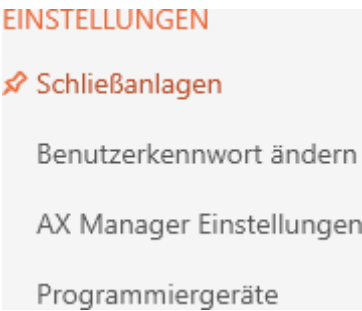 EINSTELLUNGEN
Schließanlagen
Benutzerkennwort ändern
AX Manager Einstellungen
Programmiergeräte